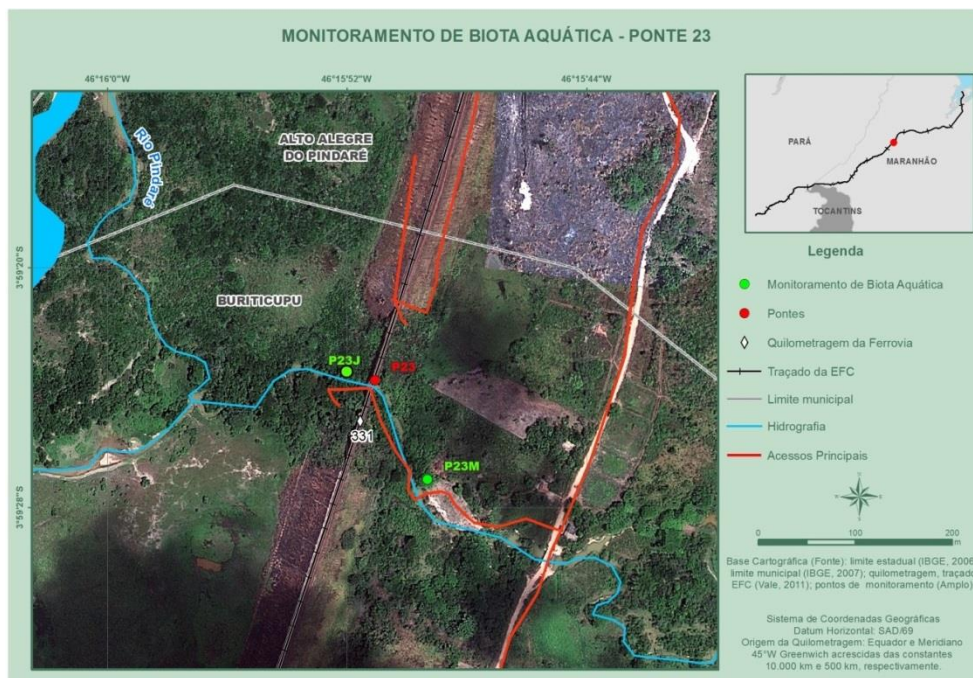 MONITORAMENTO DE BIOTA AQUÁTICA - PONTE 23
46°16'0"W
46°15'52"W
46°15'44"W
3°59'20"S
3°59'28"S
Rio Pindaré
ALTO ALEGRE
DO PINDARÉ
BURITICUPU
P23J
P23
331
P23M
PARÁ
MARANHÃO
TOCANTINS
Legenda
Monitoramento de Biota Aquática
Pontes
Quilometragem da Ferrovia
Traçado da EFC
Limite municipal
Hidrografia
Acessos Principais
0 100 200
m
Base Cartográfica (Fonte): limite estadual (IBGE, 2006
limite municipal (IBGE, 2007); quilometragem, traçado
EFC (Vale, 2011); pontos de monitoramento (Amplo)
Sistema de Coordenadas Geográficas
Datum Horizontal: SAD/69
Origem da Quilometragem: Equador e Meridiano
45°W Greenwich acrescidas das constantes
10.000 km e 500 km, respectivamente.